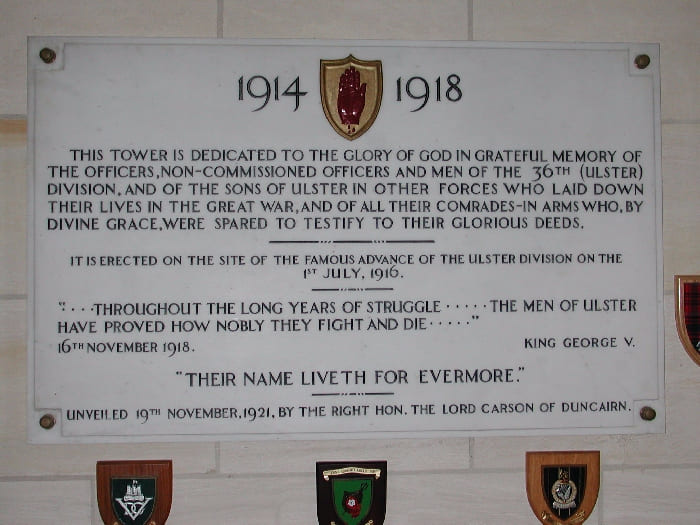 1914 1918
THIS TOWER IS DEDICATED TO THE GLORY OF GOD IN GRATEFUL MEMORY OF
THE OFFICERS, NON-COMMISSIONED OFFICERS AND MEN OF THE 36TH (ULSTER)
DIVISION, AND OF THE SONS OF ULSTER IN OTHER FORCES WHO LAID DOWN
THEIR LIVES IN THE GREAT WAR, AND OF ALL THEIR COMRADES-IN ARMS WHO, BY
DIVINE GRACE, WERE SPARED TO TESTIFY TO THEIR GLORIOUS DEEDS.
IT IS ERECTED ON THE SITE OF THE FAMOUS ADVANCE OF THE ULSTER DIVISION ON THE
1ST JULY, 1916.
"····THROUGHOUT THE LONG YEARS OF STRUGGLE ····· THE MEN OF ULSTER
HAVE PROVED HOW NOBLY THEY FIGHT AND DIE ·····"
16TH NOVEMBER 1918. KING GEORGE V.
"THEIR NAME LIVETH FOR EVERMORE."
UNVEILED 19TH NOVEMBER, 1921, BY THE RIGHT HON. THE LORD CARSON OF DUNCAIRN.